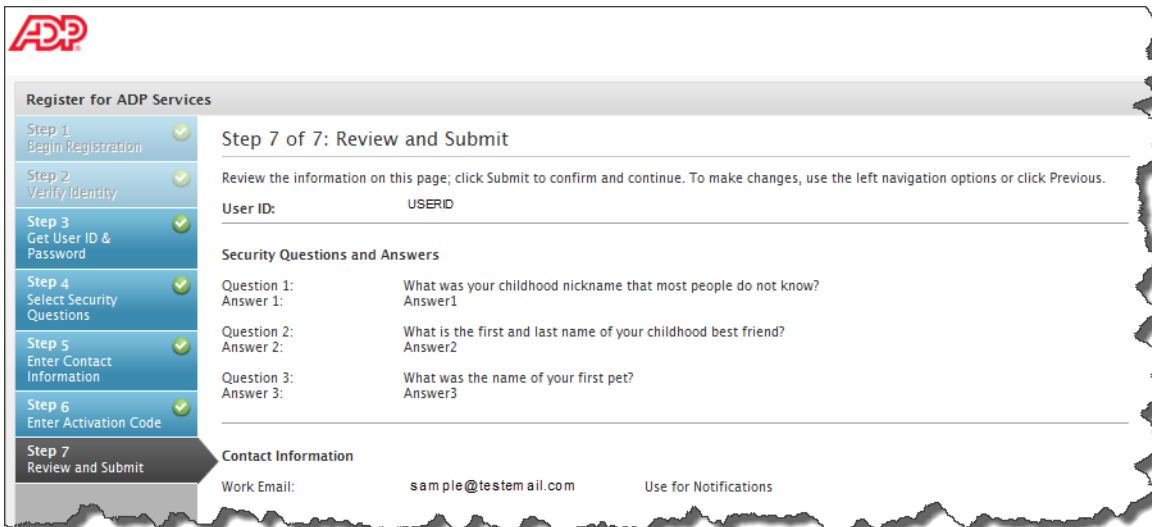 ADP
Register for ADP Services
Step 1
Begin Registration
Step 2
Verify Identity
Step 3
Get User ID &
Password
Step 4
Select Security
Questions
Step 5
Enter Contact
Information
Step 6
Enter Activation Code
Step 7
Review and Submit
Step 7 of 7: Review and Submit
Review the information on this page; click Submit to confirm and continue. To make changes, use the left navigation options or click Previous.
User ID: USERID
Security Questions and Answers
Question 1: What was your childhood nickname that most people do not know?
Answer 1: Answer1
Question 2: What is the first and last name of your childhood best friend?
Answer 2: Answer2
Question 3: What was the name of your first pet?
Answer 3: Answer3
Contact Information
Work Email: sample@testemail.com Use for Notifications